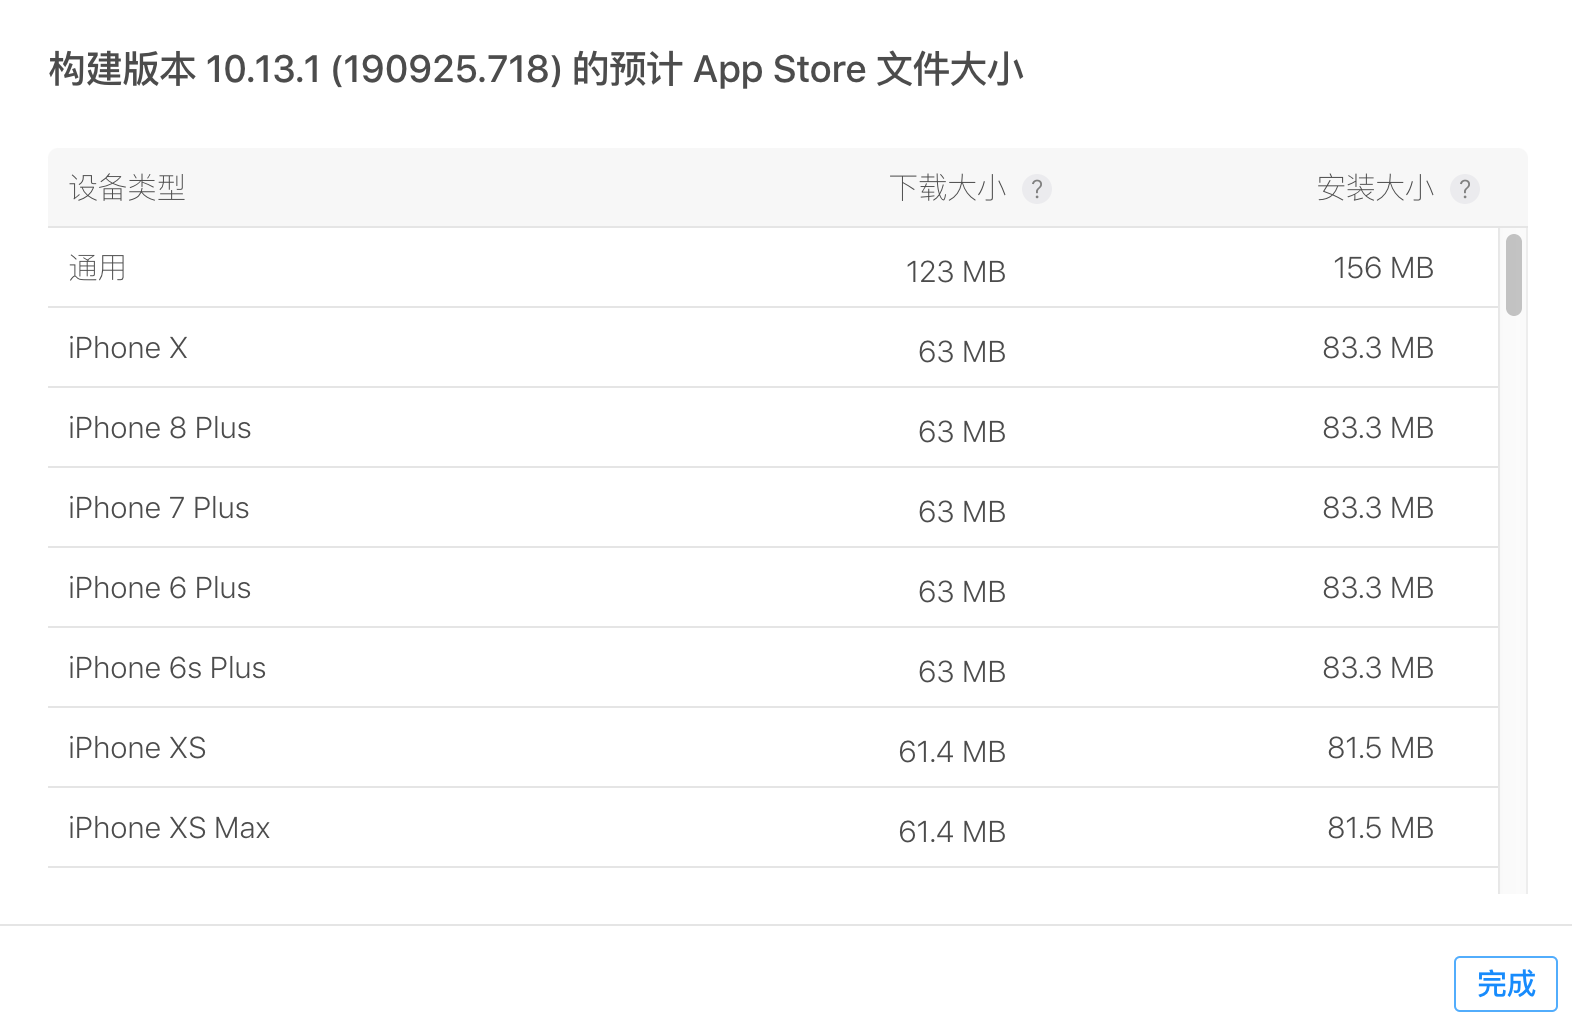 构建版本 10.13.1 (190925.718) 的预计 App Store 文件大小
设备类型 下载大小 ? 安装大小 ?
通用 123 MB 156 MB
iPhone X 63 MB 83.3 MB
iPhone 8 Plus 63 MB 83.3 MB
iPhone 7 Plus 63 MB 83.3 MB
iPhone 6 Plus 63 MB 83.3 MB
iPhone 6s Plus 63 MB 83.3 MB
iPhone XS 61.4 MB 81.5 MB
iPhone XS Max 61.4 MB 81.5 MB
完成